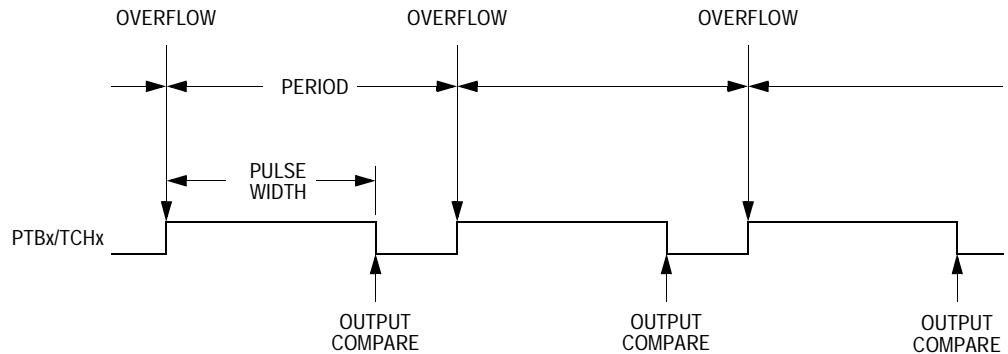 OVERFLOW
OVERFLOW
OVERFLOW
PERIOD
PULSE
WIDTH
PTBx/TCHx
OUTPUT
COMPARE
OUTPUT
COMPARE
OUTPUT
COMPARE